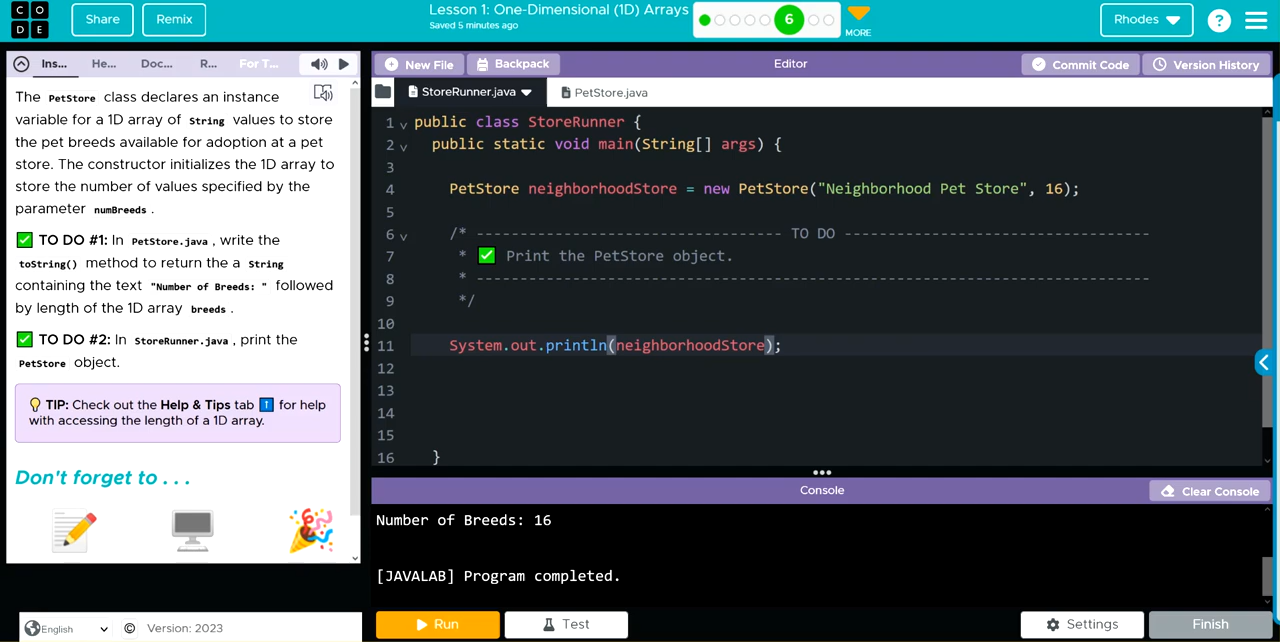 CODE
Share
Remix
Lesson 1: One-Dimensional (1D) Arrays
Saved 5 minutes ago
6
MORE
Rhodes
?
Ins...
He...
Doc...
R...
For T...
The PetStore class declares an instance
variable for a 1D array of String values to store
the pet breeds available for adoption at a pet
store. The constructor initializes the 1D array to
store the number of values specified by the
parameter numBreeds .
✅ TO DO #1: In PetStore.java , write the
toString() method to return the a String
containing the text "Number of Breeds: " followed
by length of the 1D array breeds .
✅ TO DO #2: In StoreRunner.java , print the
PetStore object.
💡 TIP: Check out the Help & Tips tab ⬆ for help
with accessing the length of a 1D array.
Don't forget to . . .
English
© Version: 2023
New File
Backpack
Editor
Commit Code
Version History
StoreRunner.java
PetStore.java
1 public class StoreRunner {
2 public static void main(String[] args) {
3
4 PetStore neighborhoodStore = new PetStore("Neighborhood Pet Store", 16);
5
6 /* ----------------------------------- TO DO -----------------------------------
7 * ✅ Print the PetStore object.
8 * -----------------------------------------------------------------------------
9 */
10
11 System.out.println(neighborhoodStore);
12
13
14
15
16 }
Console
Clear Console
Number of Breeds: 16
[JAVALAB] Program completed.
Run
Test
Settings
Finish